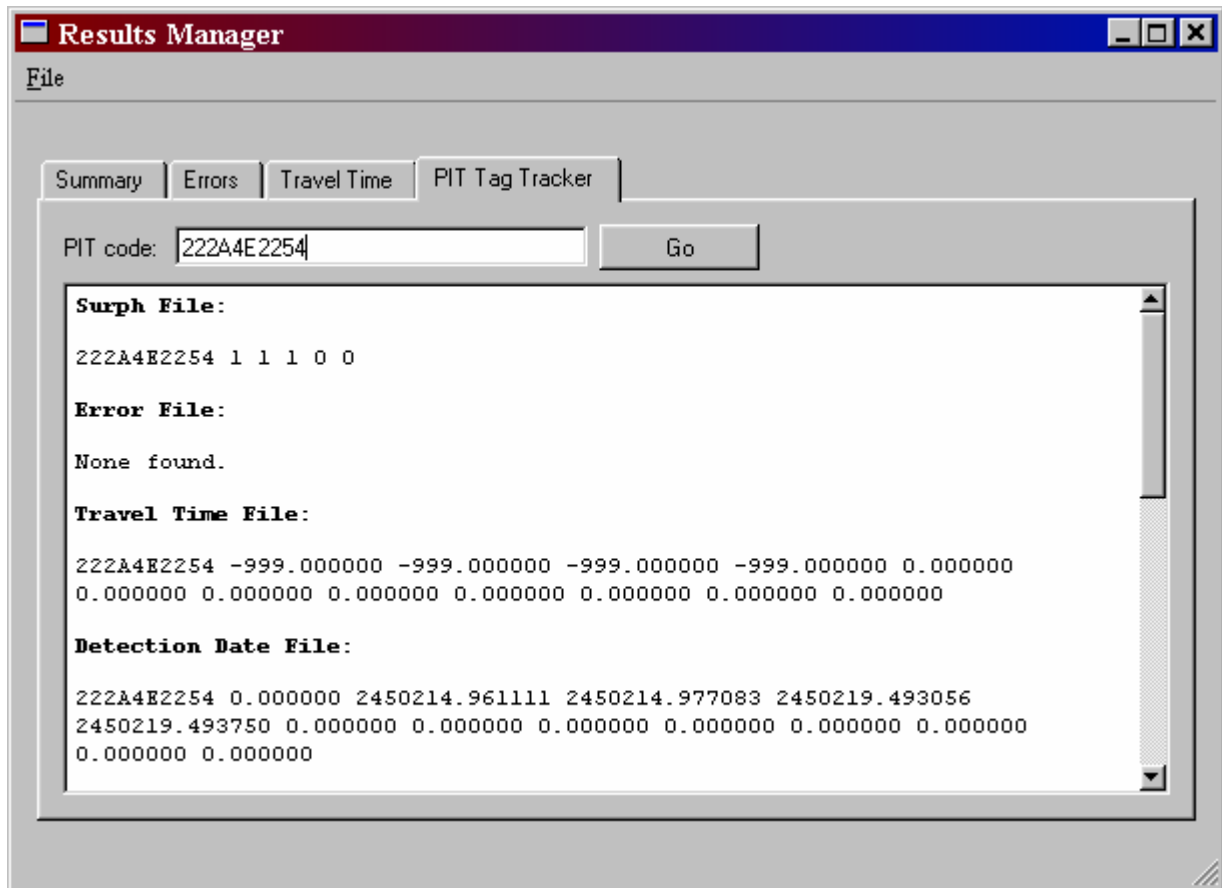 Results Manager
File
Summary Errors Travel Time PIT Tag Tracker
PIT code: 222A4E2254 Go
Surph File:
222A4E2254 1 1 1 0 0
Error File:
None found.
Travel Time File:
222A4E2254 -999.000000 -999.000000 -999.000000 -999.000000 0.000000
0.000000 0.000000 0.000000 0.000000 0.000000 0.000000 0.000000
Detection Date File:
222A4E2254 0.000000 2450214.961111 2450214.977083 2450219.493056
2450219.493750 0.000000 0.000000 0.000000 0.000000 0.000000 0.000000
0.000000 0.000000